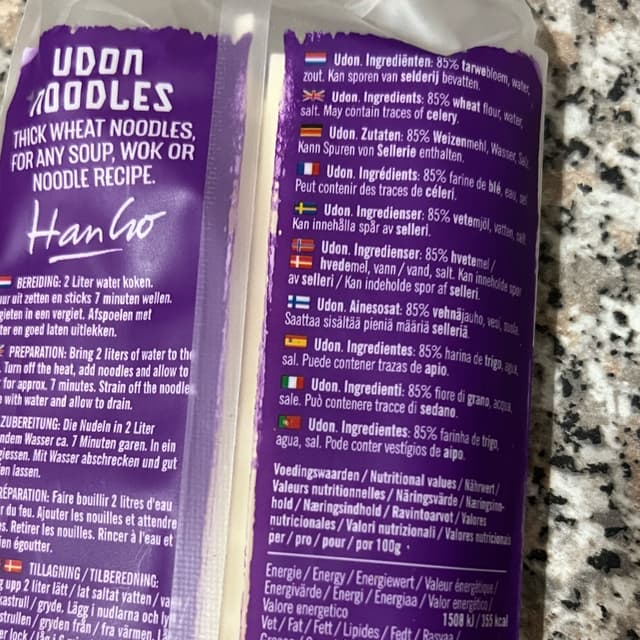 UDON
NOODLES
THICK WHEAT NOODLES,
FOR ANY SOUP, WOK OR
NOODLE RECIPE.
HanGo
BEREIDING: 2 Liter water koken.
uur uit zetten en sticks 7 minuten wellen.
gieten in een vergiet. Afspoelen met
ter en goed laten uitlekken.
PREPARATION: Bring 2 liters of water to the
. Turn off the heat, add noodles and allow to
for approx. 7 minutes. Strain off the noodles
with water and allow to drain.
ZUBEREITUNG: Die Nudeln in 2 Liter
ndem Wasser ca. 7 Minuten garen. In ein
giessen. Mit Wasser abschrecken und gut
en lassen.
RÉPARATION: Faire bouillir 2 litres d'eau
r du feu. Ajouter les nouilles et attendre
s. Retirer les nouilles. Rincer à l'eau et
ien égoutter.
TILLAGNING / TILBEREDNING:
g upp 2 liter lätt / lat saltat vatten / va
kastrull / gryde. Lägg i nudlarna och ly
strullen / gryden från / fra värmen. L
Udon. Ingrediënten: 85% tarwebloem, water,
zout. Kan sporen van selderij bevatten.
Udon. Ingredients: 85% wheat flour, water,
salt. May contain traces of celery.
Udon. Zutaten: 85% Weizenmehl, Wasser, Salz.
Kann Spuren von Sellerie enthalten.
Udon. Ingrédients: 85% farine de blé, eau, sel
Peut contenir des traces de céleri.
Udon. Ingredienser: 85% vetemjöl, vatten, salt
Kan innehålla spår av selleri.
Udon. Ingredienser: 85% hvetemel /
hvedemel, vann / vand, salt. Kan inneholde spor
av selleri / Kan indeholde spor af selleri.
Udon. Ainesosat: 85% vehnäjauho, vesi, suola.
Saattaa sisältää pieniä määriä selleriä.
Udon. Ingredientes: 85% harina de trigo, agua,
sal. Puede contener trazas de apio.
Udon. Ingredienti: 85% fiore di grano, acqua,
sale. Può contenere tracce di sedano.
Udon. Ingredientes: 85% farinha de trigo,
agua, sal. Pode conter vestígios de aipo.
Voedingswaarden / Nutritional values / Nährwert /
Valeurs nutritionnelles / Näringsvärde / Næringsinn-
hold / Næringsindhold / Ravintoarvot / Valores
nutricionales / Valori nutrizionali / Valores nutricionais
per / pro / pour / por 100g
Energie / Energy / Energiewert / Valeur énergétique /
Energivärde / Energi / Energiaa / Valor energético /
Valore energetico
1508 kJ / 355 kcal
Vet / Fat / Fett / Lipides / Fedt /